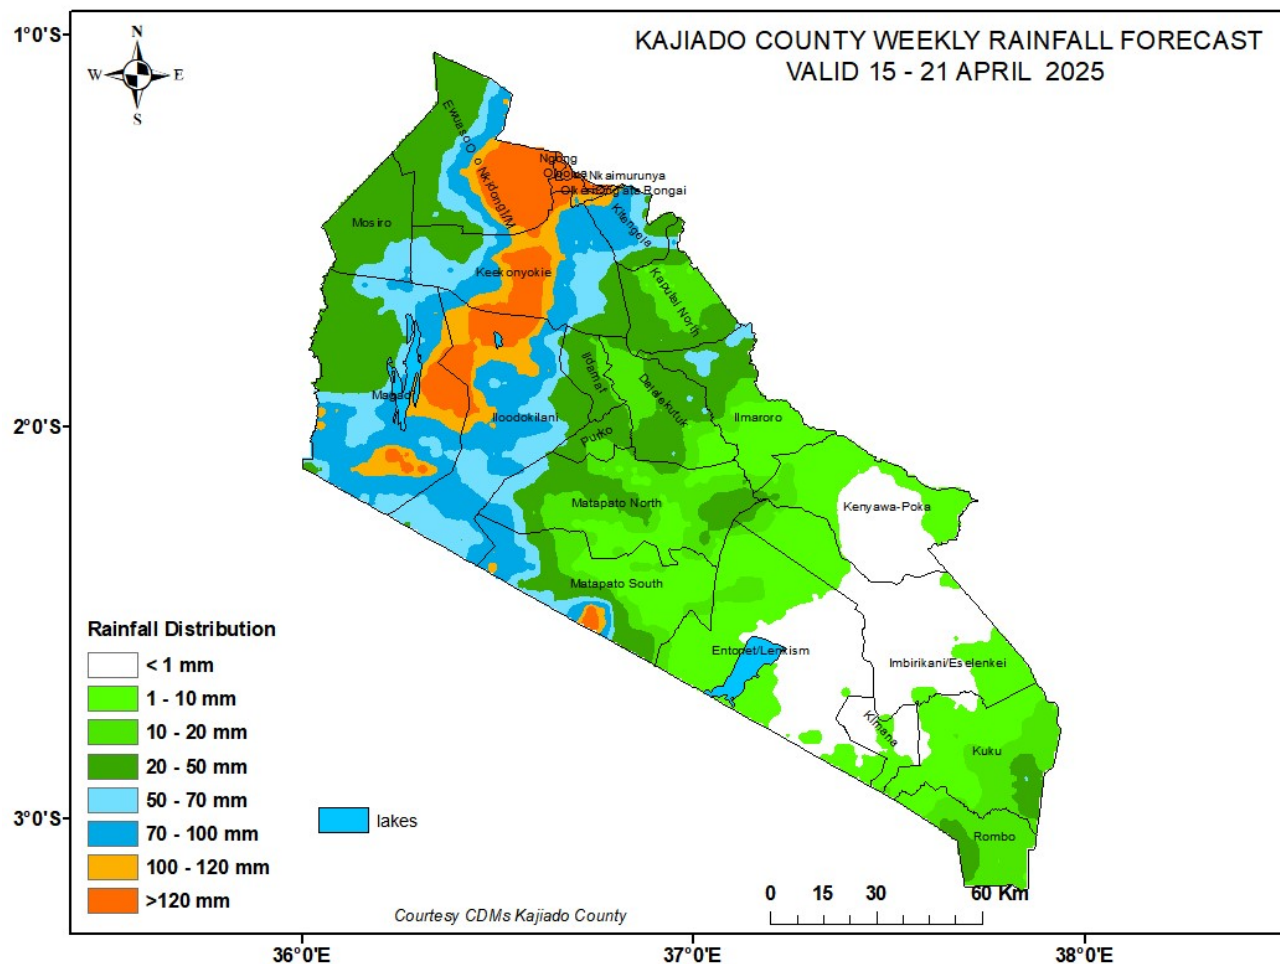 1°0'S
N
W E
S
KAJIADO COUNTY WEEKLY RAINFALL FORECAST
VALID 15 - 21 APRIL 2025
Ngong
Nkaimurunya
Rongai
Kitengela
Mosiro
Keekonyokie
Kaputiei North
Ildamat
Dalalekutuk
Magadi
Iloodokilani
Ilmaroro
2°0'S
Purko
Matapato North
Kenyawa-Poka
Matapato South
Entonet/Lenkism
Imbirikani/Eselenkei
Kimana
Kuku
Rombo
Rainfall Distribution
< 1 mm
1 - 10 mm
10 - 20 mm
20 - 50 mm
50 - 70 mm
70 - 100 mm
100 - 120 mm
>120 mm
lakes
3°0'S
0 15 30 60 Km
Courtesy CDMs Kajiado County
36°0'E 37°0'E 38°0'E